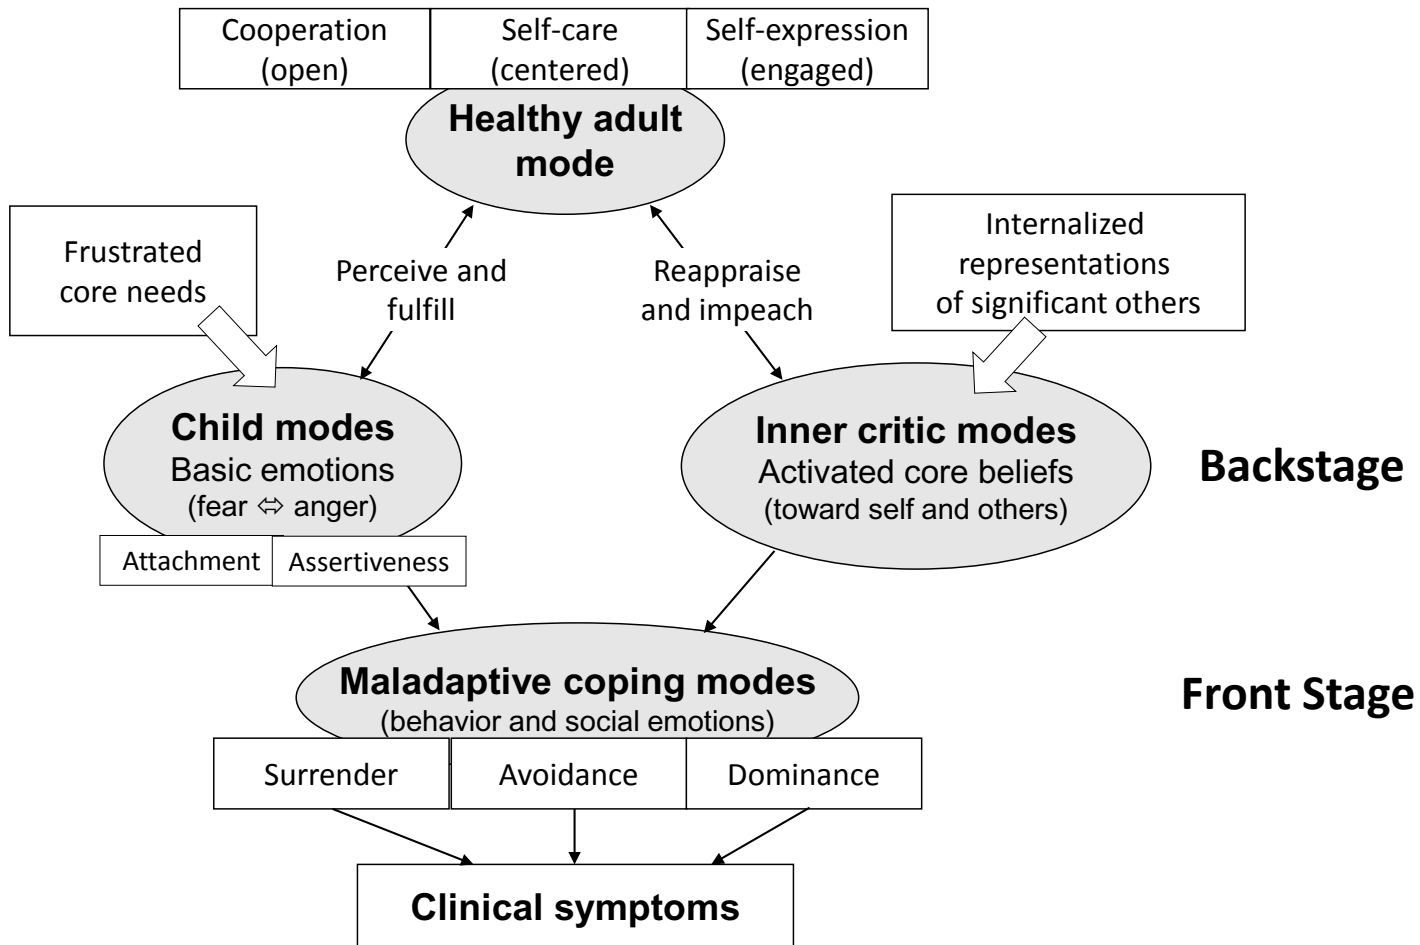 Cooperation
(open)
Self-care
(centered)
Self-expression
(engaged)
Healthy adult
mode
Frustrated
core needs
Perceive and
fulfill
Reappraise
and impeach
Internalized
representations
of significant others
Child modes
Basic emotions
(fear ⇔ anger)
Attachment
Assertiveness
Inner critic modes
Activated core beliefs
(toward self and others)
Backstage
Maladaptive coping modes
(behavior and social emotions)
Front Stage
Surrender
Avoidance
Dominance
Clinical symptoms